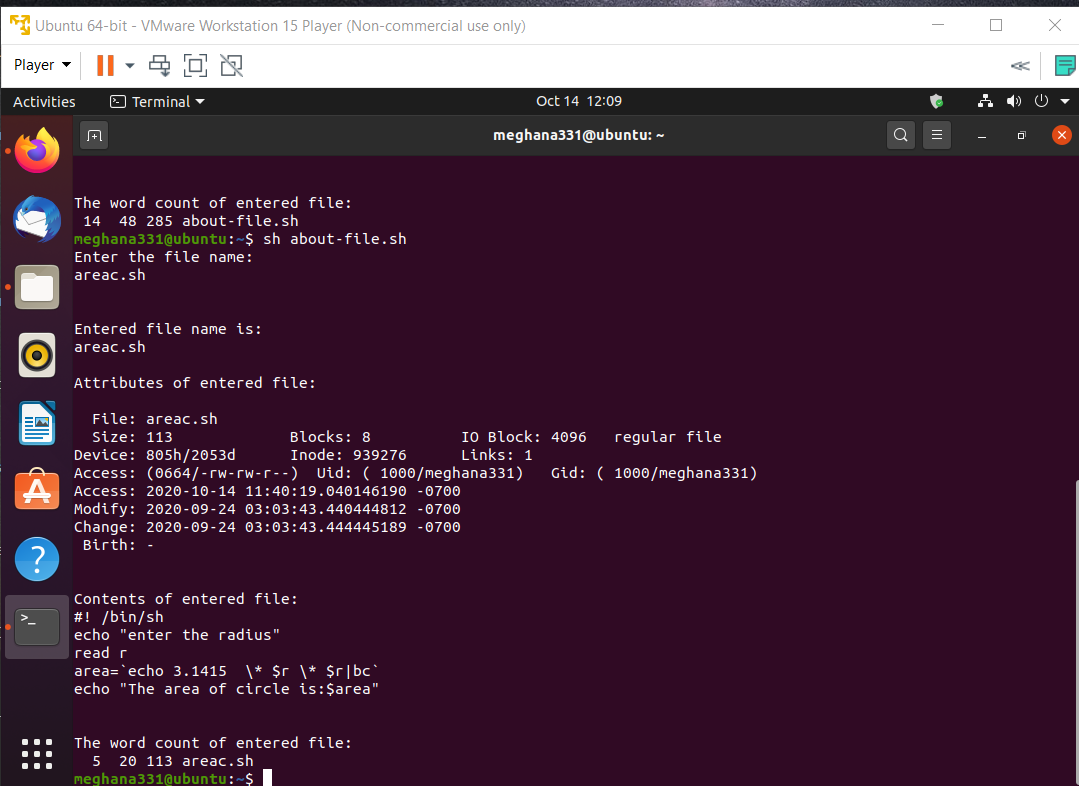 Ubuntu 64-bit - VMware Workstation 15 Player (Non-commercial use only)
Player
Activities Terminal Oct 14 12:09
meghana331@ubuntu: ~
The word count of entered file:
 14  48 285 about-file.sh
meghana331@ubuntu:~$ sh about-file.sh
Enter the file name:
areac.sh
Entered file name is:
areac.sh
Attributes of entered file:
  File: areac.sh
  Size: 113             Blocks: 8          IO Block: 4096   regular file
Device: 805h/2053d      Inode: 939276      Links: 1
Access: (0664/-rw-rw-r--)  Uid: ( 1000/meghana331)   Gid: ( 1000/meghana331)
Access: 2020-10-14 11:40:19.040146190 -0700
Modify: 2020-09-24 03:03:43.440444812 -0700
Change: 2020-09-24 03:03:43.444445189 -0700
 Birth: -
Contents of entered file:
#! /bin/sh
echo "enter the radius"
read r
area=`echo 3.1415  \* $r \* $r|bc`
echo "The area of circle is:$area"
The word count of entered file:
  5  20 113 areac.sh
meghana331@ubuntu:~$